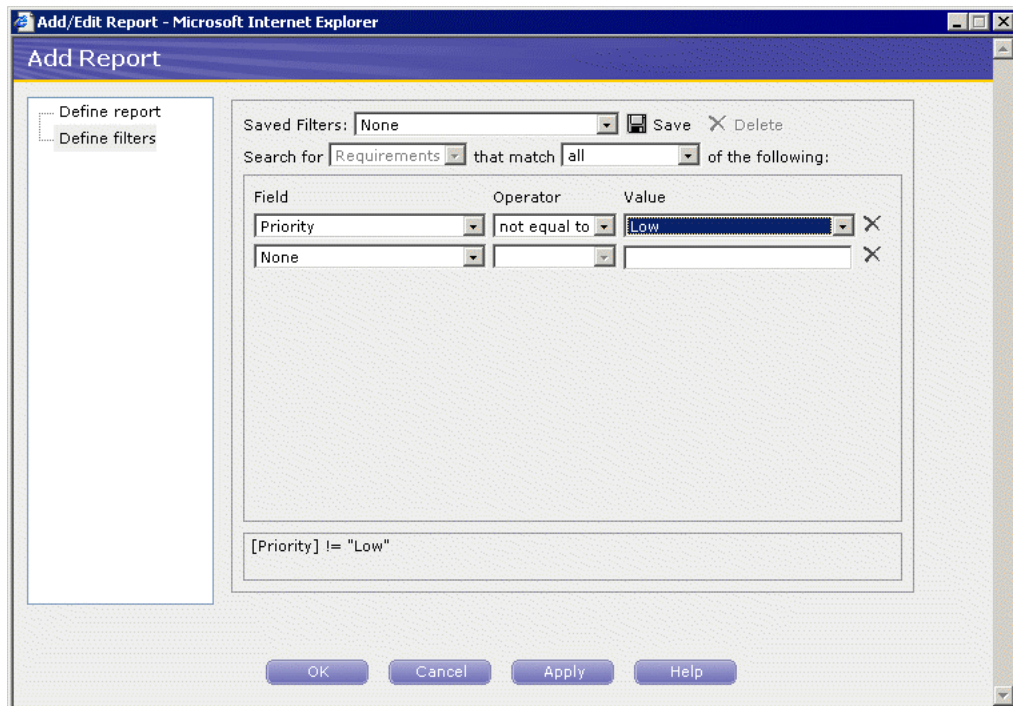 Add/Edit Report - Microsoft Internet Explorer
Add Report
Define report
Define filters
Saved Filters: None Save Delete
Search for Requirements that match all of the following:
Field Operator Value
Priority not equal to Low
None
[Priority] != "Low"
OK Cancel Apply Help